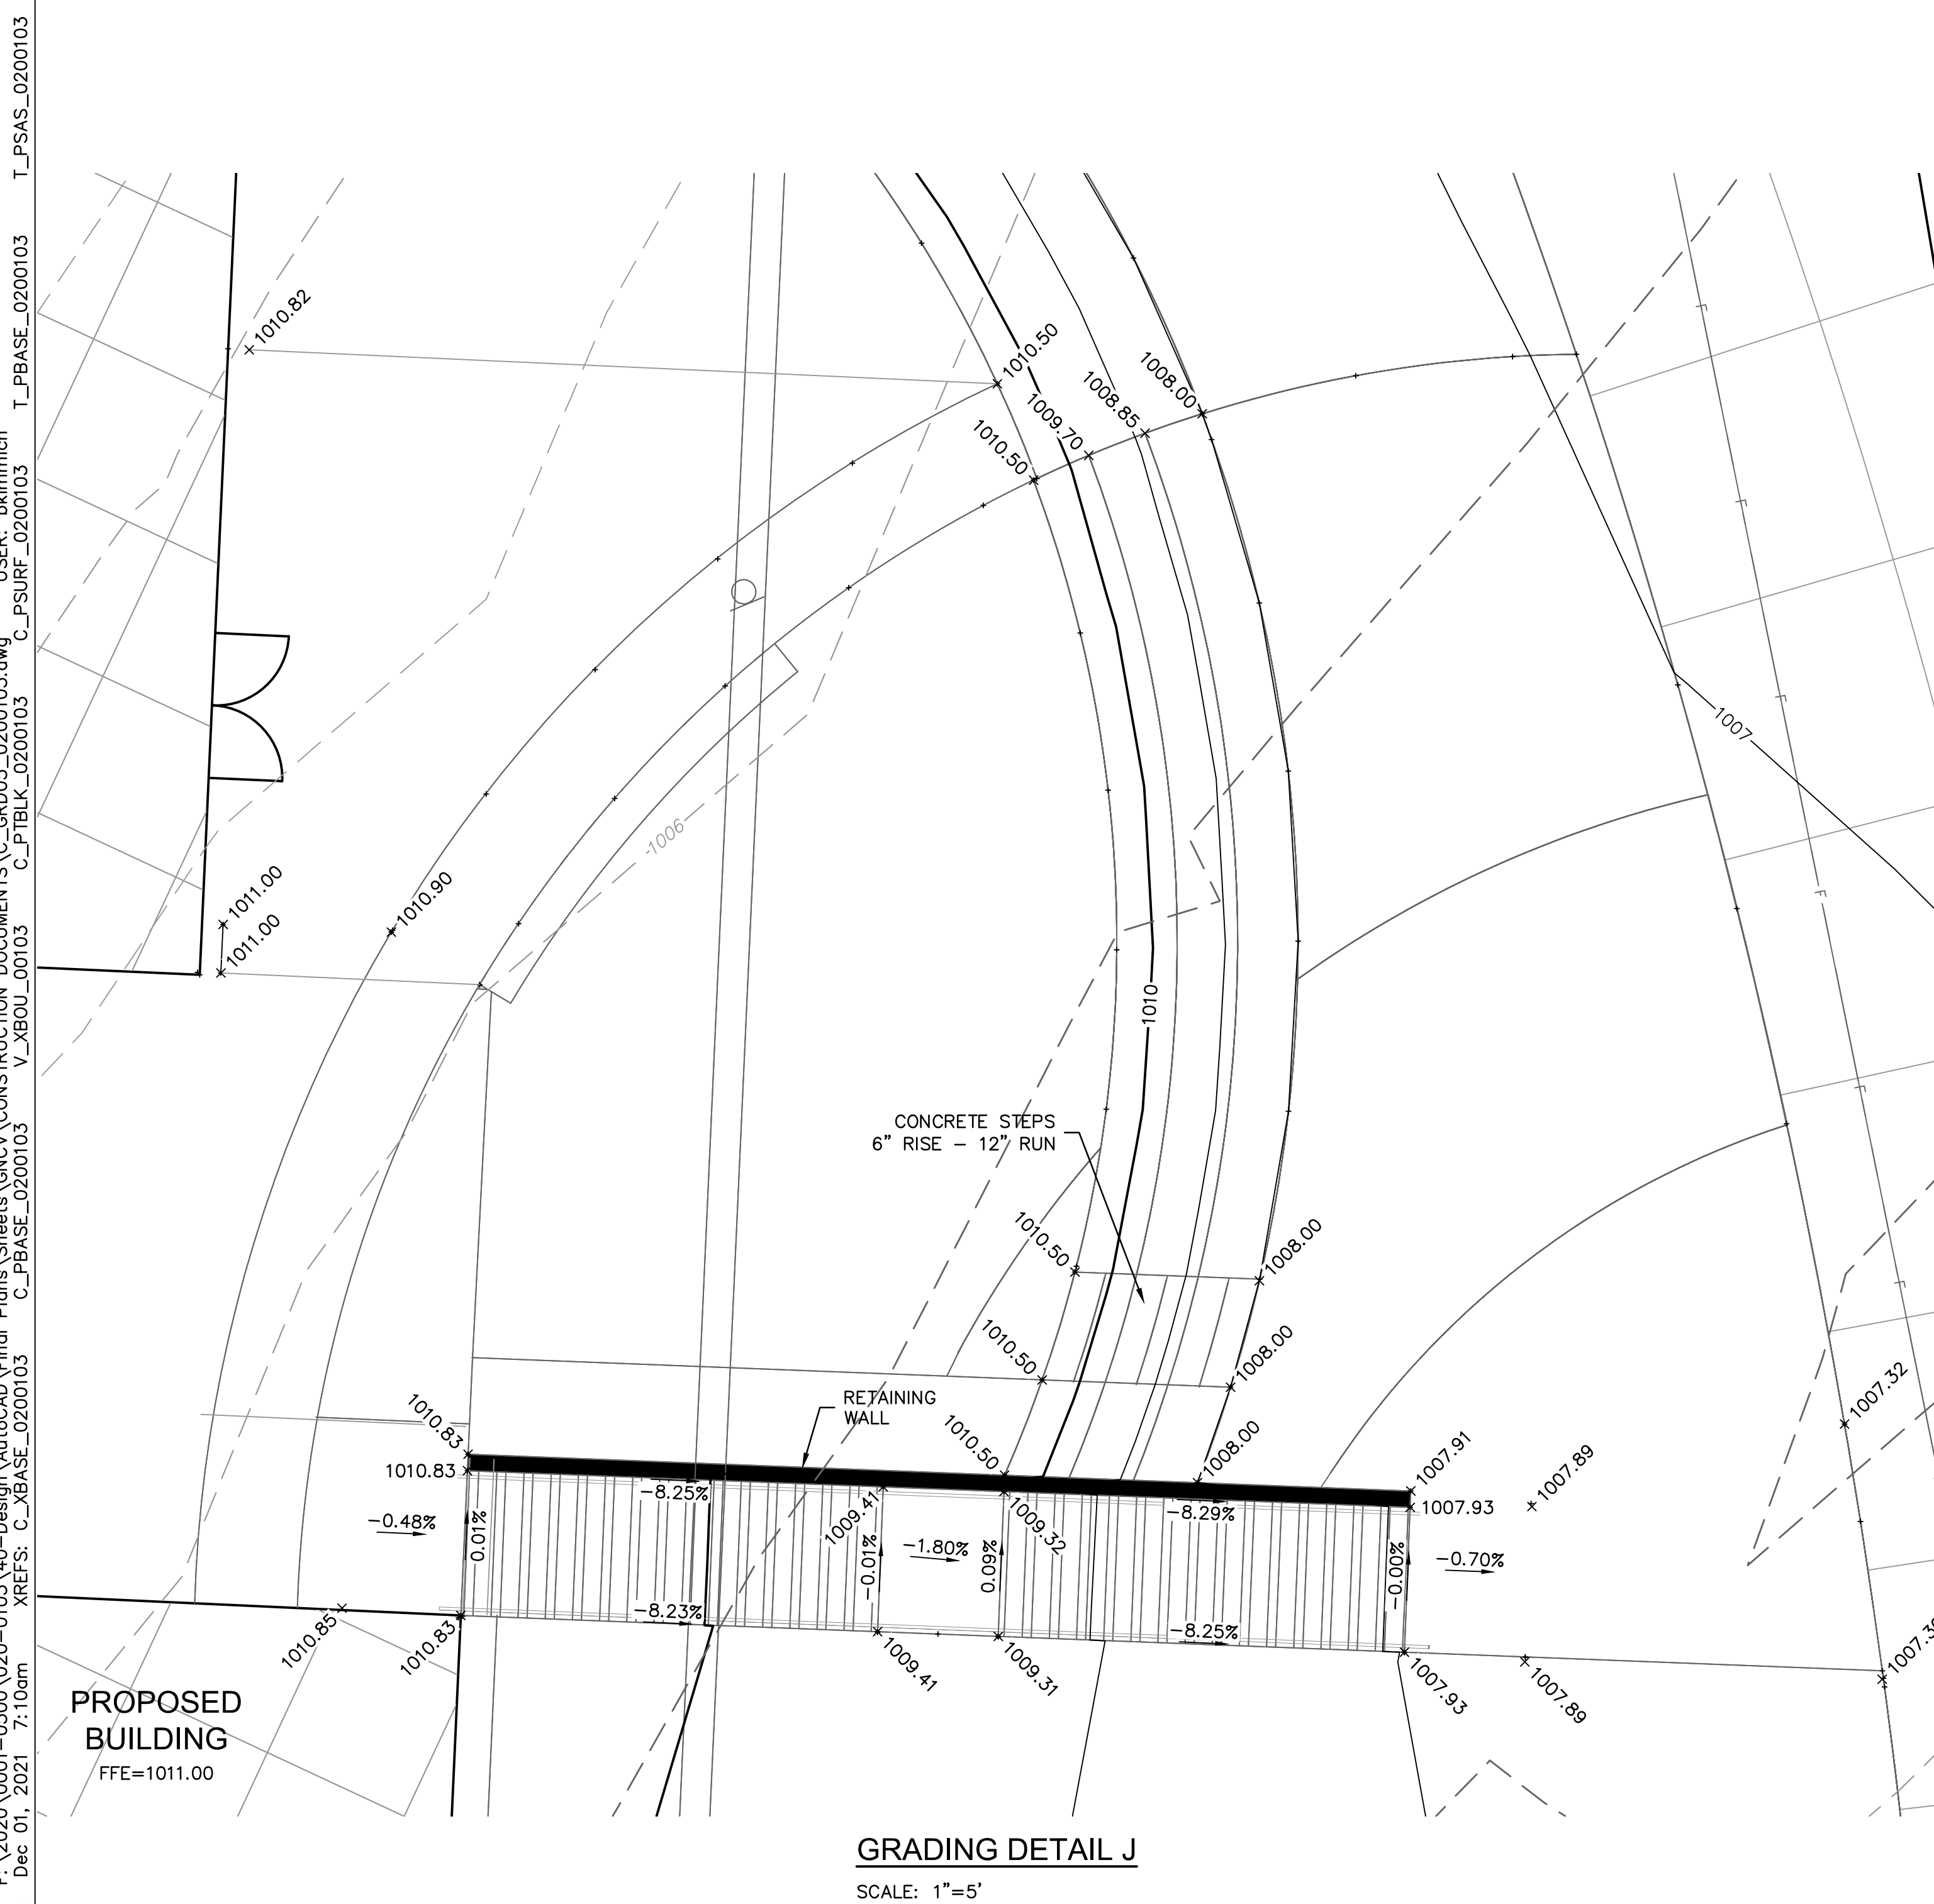 T_PSAS_0200103
T_PBASE_0200103
C_PSURF_0200103
C_PTBLK_0200103
V_XBOU_00103
C_PBASE_0200103
XREFS: C_XBASE_0200103
Dec 01, 2021 7:10am
1010.82
1010.50
1008.00
1008.85
1009.70
1010.50
1007
1006
1010.90
1011.00
1011.00
1010
CONCRETE STEPS
6" RISE – 12" RUN
1010.50
1008.00
1010.50
1008.00
1007.32
RETAINING
WALL
1010.83
1010.50
1008.00
1007.91
1007.89
1010.83
-8.25%
1009.41
1009.32
-8.29%
1007.93
-0.48%
0.01%
-0.01%
-1.80%
0.09%
-0.00%
-0.70%
-8.23%
-8.25%
1010.85
1010.83
1009.41
1009.31
1007.93
1007.89
PROPOSED
BUILDING
FFE=1011.00
GRADING DETAIL J
SCALE: 1"=5'